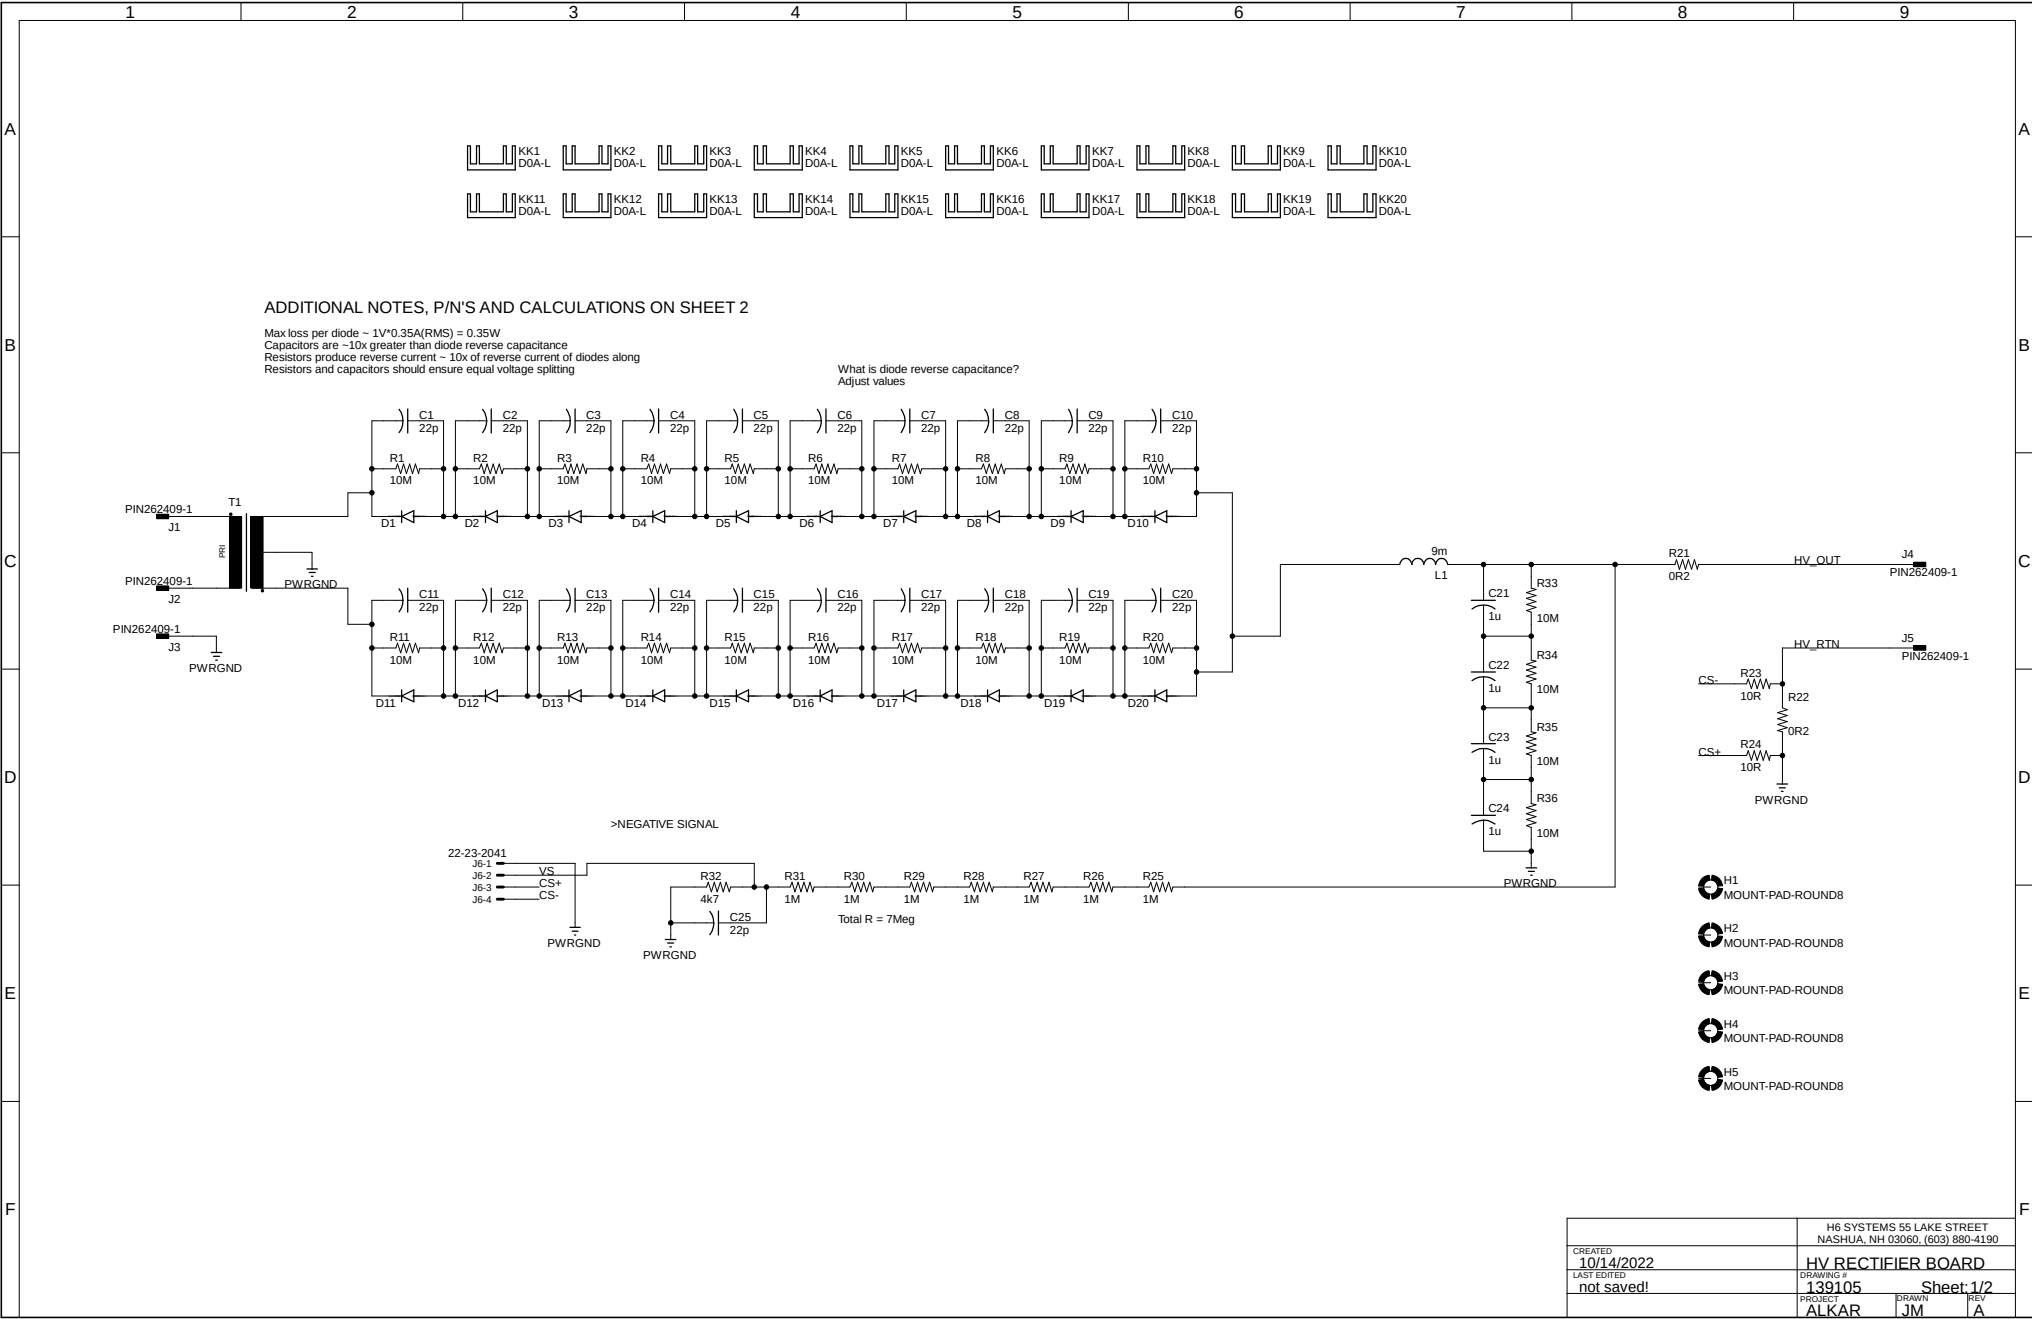 1 2 3 4 5 6 7 8 9
A A
KK1 KK2 KK3 KK4 KK5 KK6 KK7 KK8 KK9 KK10
D0A-L D0A-L D0A-L D0A-L D0A-L D0A-L D0A-L D0A-L D0A-L D0A-L
KK11 KK12 KK13 KK14 KK15 KK16 KK17 KK18 KK19 KK20
D0A-L D0A-L D0A-L D0A-L D0A-L D0A-L D0A-L D0A-L D0A-L D0A-L
ADDITIONAL NOTES, P/N'S AND CALCULATIONS ON SHEET 2
Max loss per diode ~ 1V*0.35A(RMS) = 0.35W
B B
Capacitors are ~10x greater than diode reverse capacitance
Resistors produce reverse current ~ 10x of reverse current of diodes along
Resistors and capacitors should ensure equal voltage splitting
What is diode reverse capacitance?
Adjust values
C1 C2 C3 C4 C5 C6 C7 C8 C9 C10
22p 22p 22p 22p 22p 22p 22p 22p 22p 22p
R1 R2 R3 R4 R5 R6 R7 R8 R9 R10
10M 10M 10M 10M 10M 10M 10M 10M 10M 10M
D1 D2 D3 D4 D5 D6 D7 D8 D9 D10
PIN262409-1
T1
J1
PRI
C C
PIN262409-1
J2
PWRGND
PIN262409-1
J3
PWRGND
C11 C12 C13 C14 C15 C16 C17 C18 C19 C20
22p 22p 22p 22p 22p 22p 22p 22p 22p 22p
R11 R12 R13 R14 R15 R16 R17 R18 R19 R20
10M 10M 10M 10M 10M 10M 10M 10M 10M 10M
D11 D12 D13 D14 D15 D16 D17 D18 D19 D20
9m
L1
C21
1u
R33
10M
C22
1u
R34
10M
C23
1u
R35
10M
C24
1u
R36
10M
PWRGND
R21
0R2
HV_OUT
J4
PIN262409-1
HV_RTN
J5
PIN262409-1
CS-
R23
10R
R22
0R2
CS+
R24
10R
PWRGND
D D
>NEGATIVE SIGNAL
22-23-2041
J6-1
J6-2 VS
J6-3 CS+
J6-4 CS-
PWRGND
R32 R31 R30 R29 R28 R27 R26 R25
4k7 1M 1M 1M 1M 1M 1M 1M
C25
22p
Total R = 7Meg
PWRGND
H1
MOUNT-PAD-ROUND8
H2
MOUNT-PAD-ROUND8
H3
MOUNT-PAD-ROUND8
E E
H4
MOUNT-PAD-ROUND8
H5
MOUNT-PAD-ROUND8
F F
H6 SYSTEMS 55 LAKE STREET
NASHUA, NH 03060, (603) 880-4190
CREATED
10/14/2022
HV RECTIFIER BOARD
LAST EDITED
not saved!
DRAWING #
139105
Sheet: 1/2
PROJECT
ALKAR
DRAWN
JM
REV
A